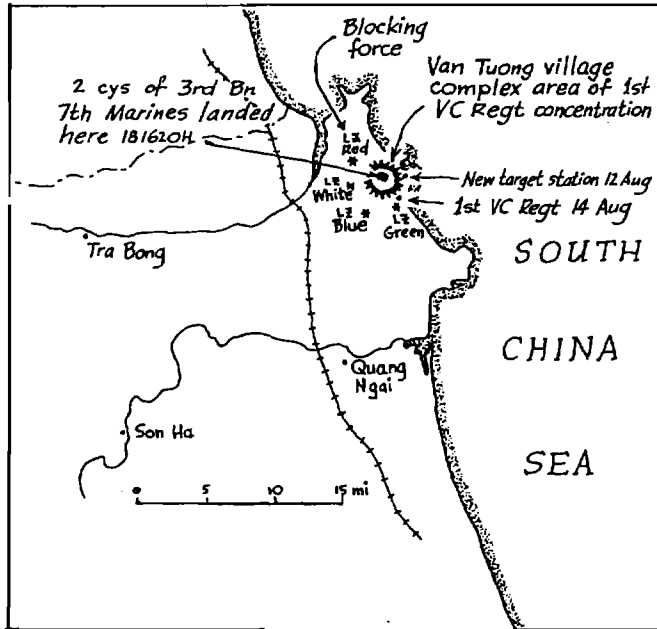 Blocking
force
2 cys of 3rd Bn
7th Marines landed
here 181620H
Van Tuong village
complex area of 1st
VC Regt concentration
LZ
Red
New target station 12 Aug
LZ
White
1st VC Regt 14 Aug
LZ
Blue
LZ
Green
Tra Bong
SOUTH
CHINA
SEA
Quang
Ngai
Son Ha
0 5 10 15 mi